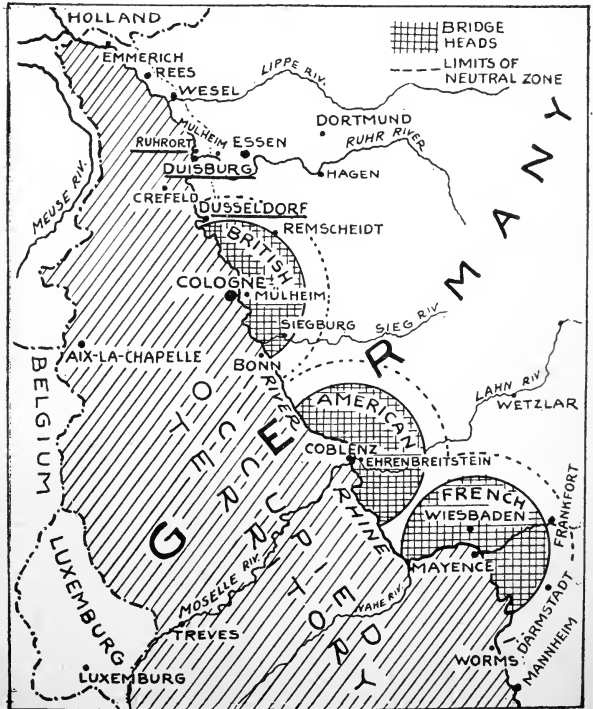 HOLLAND
BRIDGE
HEADS
LIMITS OF
NEUTRAL ZONE
EMMERICH
REES
WESEL
LIPPE RIV.
DORTMUND
MÜLHEIM
ESSEN
RUHR RIVER
RUHRORT
DUISBURG
HAGEN
MEUSE RIV.
CREFELD
DÜSSELDORF
REMSCHEIDT
BRITISH
COLOGNE
MÜLHEIM
SIEGBURG
SIEG RIV.
AIX-LA-CHAPELLE
BONN
BELGIUM
RIVER
RHINE
LAHN RIV.
WETZLAR
AMERICAN
COBLENZ
EHRENBREITSTEIN
GERMANY
OCCUPIED
TERRITORY
FRENCH
WIESBADEN
FRANKFORT
MAYENCE
LUXEMBURG
MOSELLE RIV.
NAHE RIV.
DARMSTADT
TREVES
WORMS
MANNHEIM
LUXEMBURG